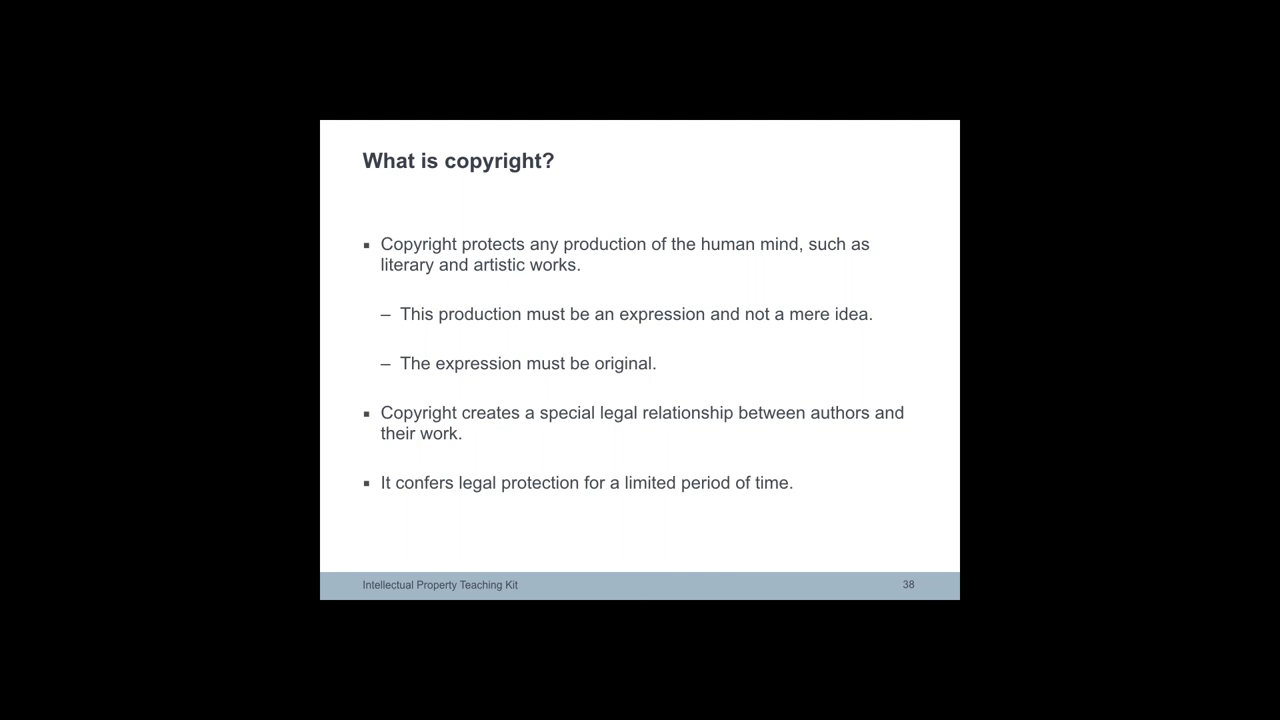 What is copyright?
▪ Copyright protects any production of the human mind, such as
literary and artistic works.
– This production must be an expression and not a mere idea.
– The expression must be original.
▪ Copyright creates a special legal relationship between authors and
their work.
▪ It confers legal protection for a limited period of time.
Intellectual Property Teaching Kit
38